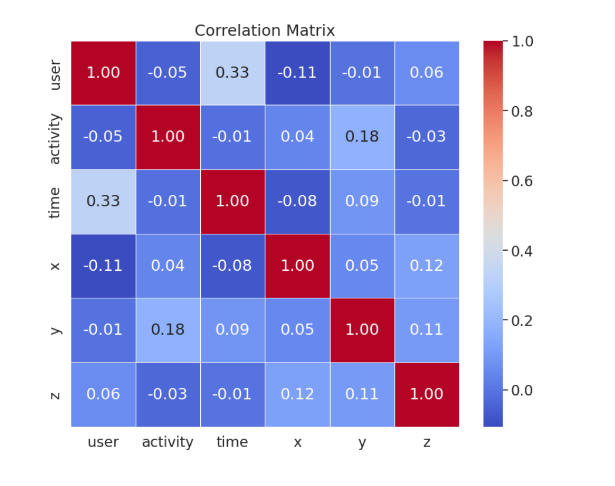 Correlation Matrix
user 1.00 -0.05 0.33 -0.11 -0.01 0.06
activity -0.05 1.00 -0.01 0.04 0.18 -0.03
time 0.33 -0.01 1.00 -0.08 0.09 -0.01
x -0.11 0.04 -0.08 1.00 0.05 0.12
y -0.01 0.18 0.09 0.05 1.00 0.11
z 0.06 -0.03 -0.01 0.12 0.11 1.00
user activity time x y z
1.0
0.8
0.6
0.4
0.2
0.0